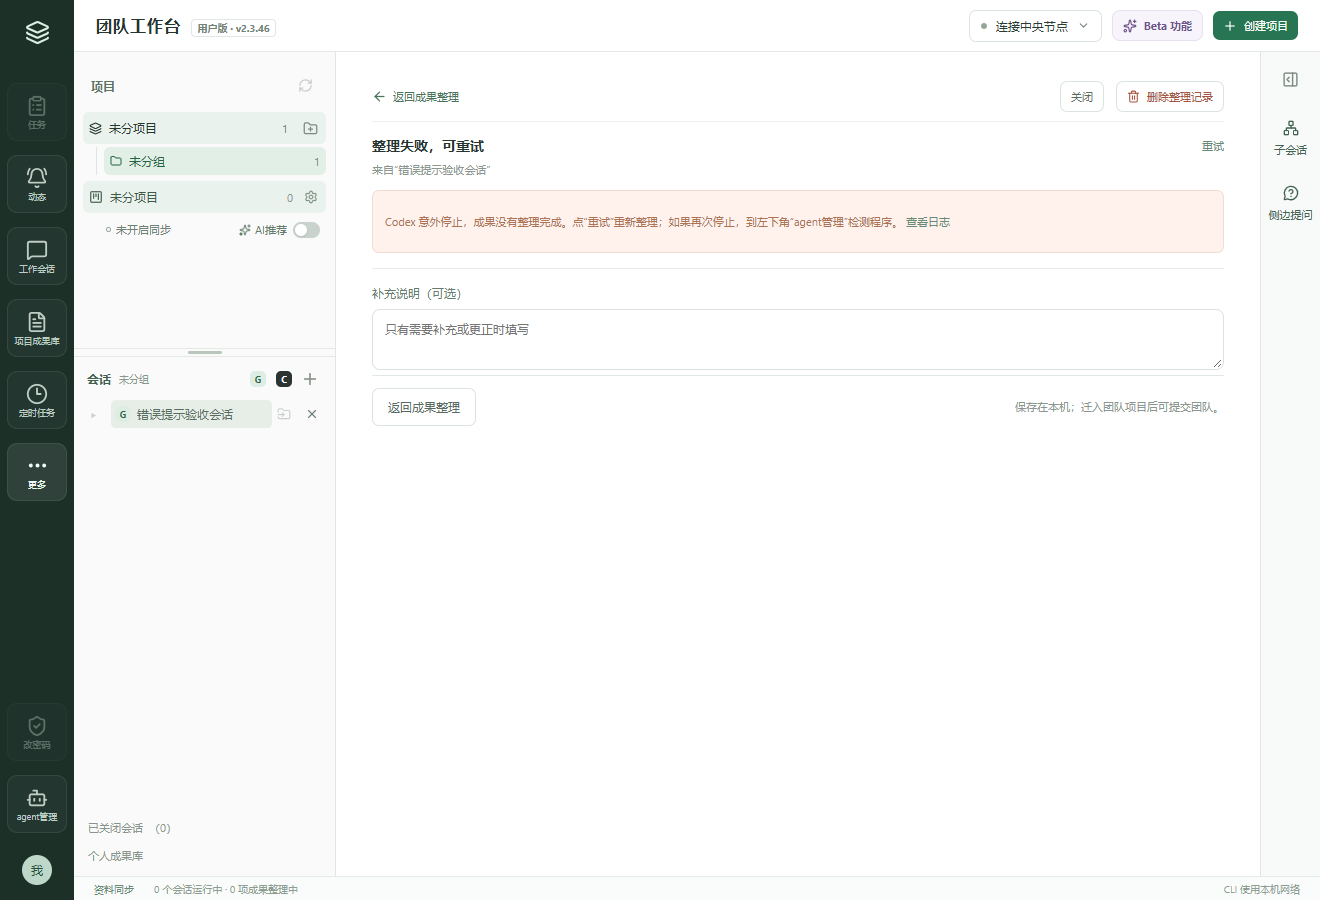 团队工作台
用户版 · v2.3.46
连接中央节点
Beta 功能
创建项目
任务
动态
工作会话
项目成果库
定时任务
更多
改密码
agent管理
我
项目
未分项目 1
未分组 1
未分项目 0
未开启同步 AI推荐
会话 未分组 G C
G 错误提示验收会话
已关闭会话 (0)
个人成果库
返回成果整理
关闭
删除整理记录
整理失败，可重试
重试
来自“错误提示验收会话”
Codex 意外停止，成果没有整理完成。点“重试”重新整理；如果再次停止，到左下角“agent管理”检测程序。 查看日志
补充说明（可选）
只有需要补充或更正时填写
返回成果整理
保存在本机；迁入团队项目后可提交团队。
子会话
侧边提问
资料同步 0 个会话运行中 · 0 项成果整理中
CLI 使用本机网络